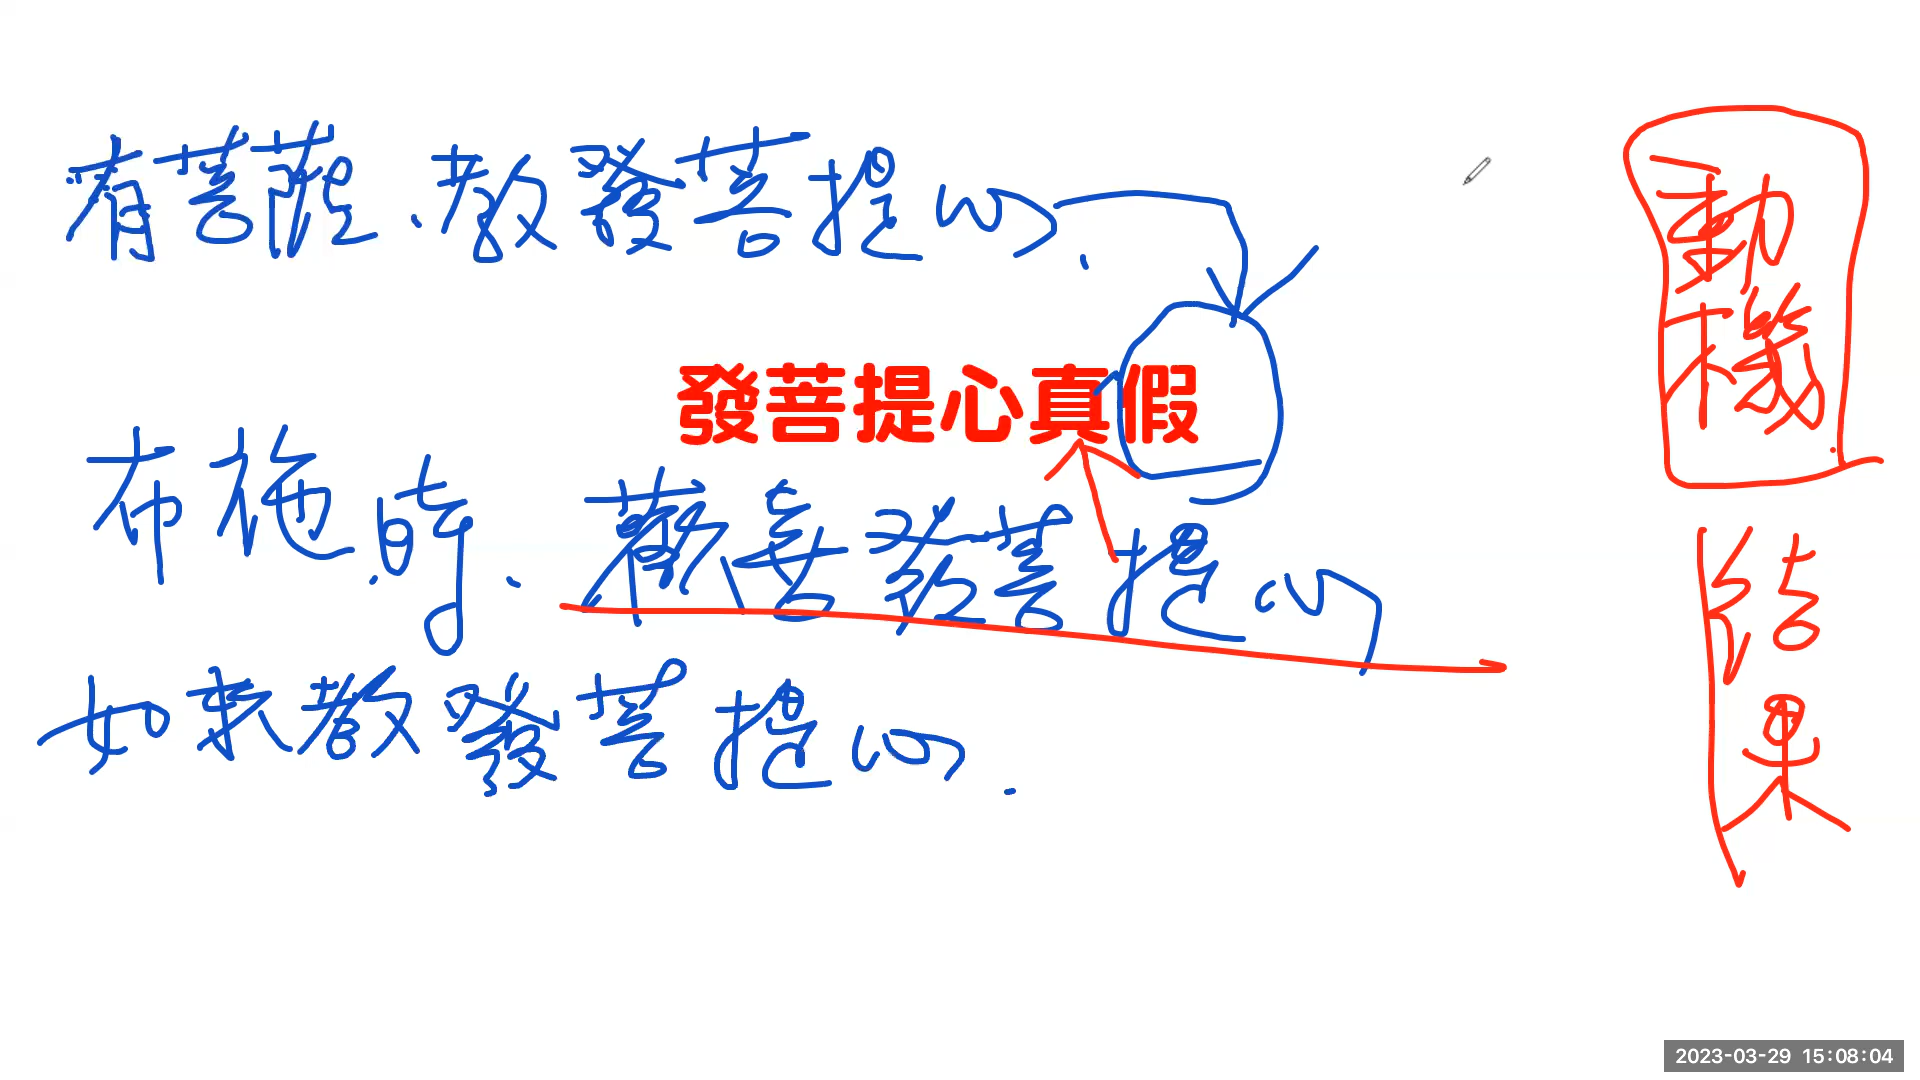 有菩薩、教發菩提心.
發菩提心真假
布施時、歡喜發菩提心
如來教發菩提心.
動機
結果
2023-03-29 15:08:04